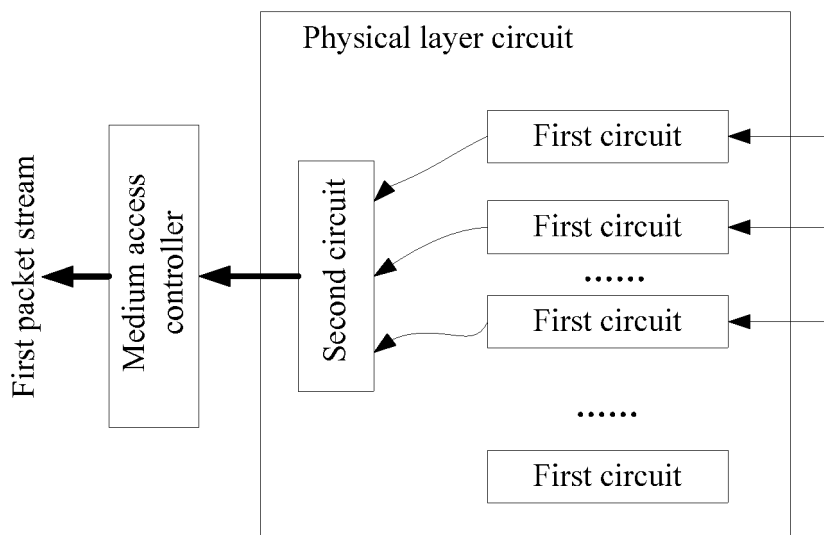 Physical layer circuit
First packet stream
Medium access
controller
Second circuit
First circuit
First circuit
......
First circuit
......
First circuit